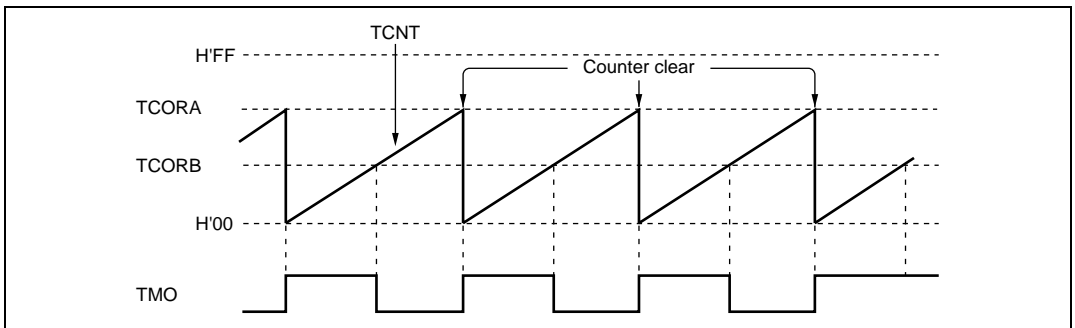 TCNT
H'FF
Counter clear
TCORA
TCORB
H'00
TMO